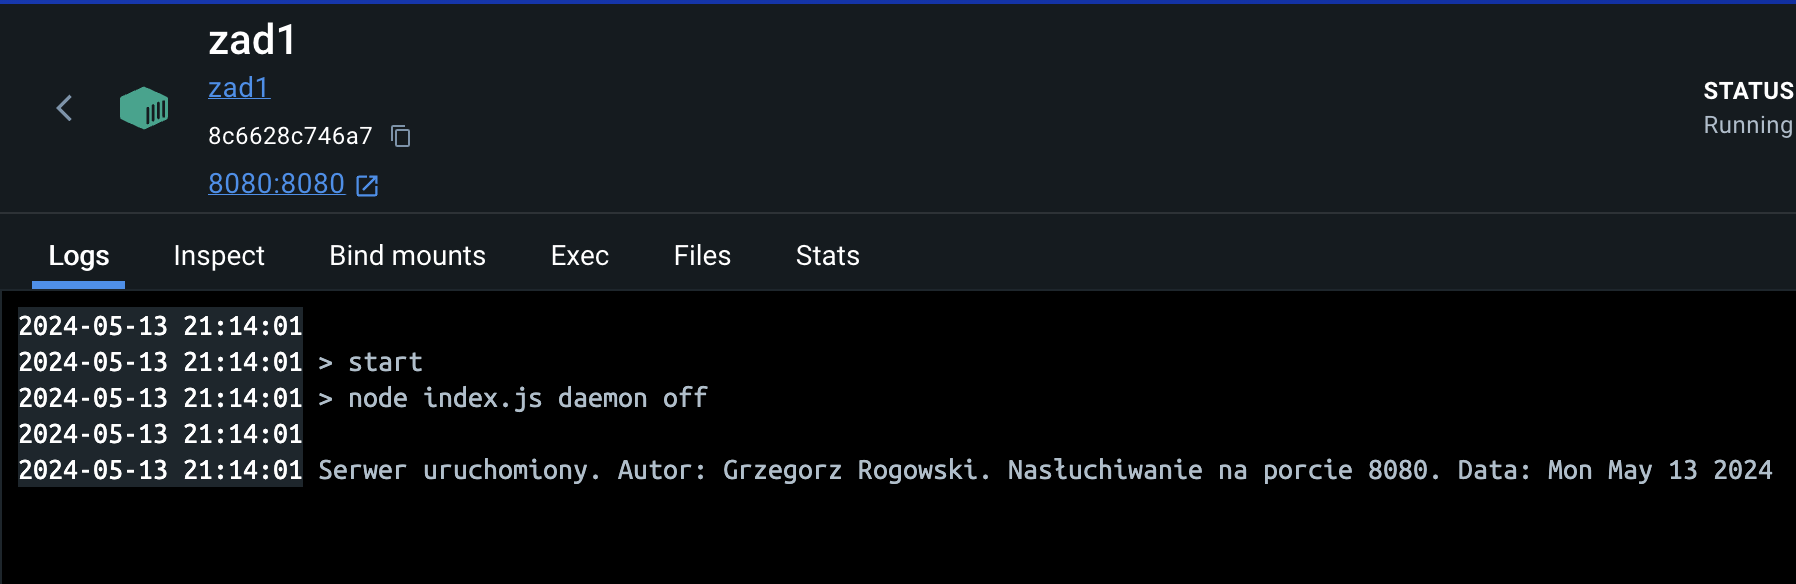 zad1
zad1
8c6628c746a7
8080:8080
STATUS
Running
Logs Inspect Bind mounts Exec Files Stats
2024-05-13 21:14:01
2024-05-13 21:14:01 > start
2024-05-13 21:14:01 > node index.js daemon off
2024-05-13 21:14:01
2024-05-13 21:14:01 Serwer uruchomiony. Autor: Grzegorz Rogowski. Nasłuchiwanie na porcie 8080. Data: Mon May 13 2024